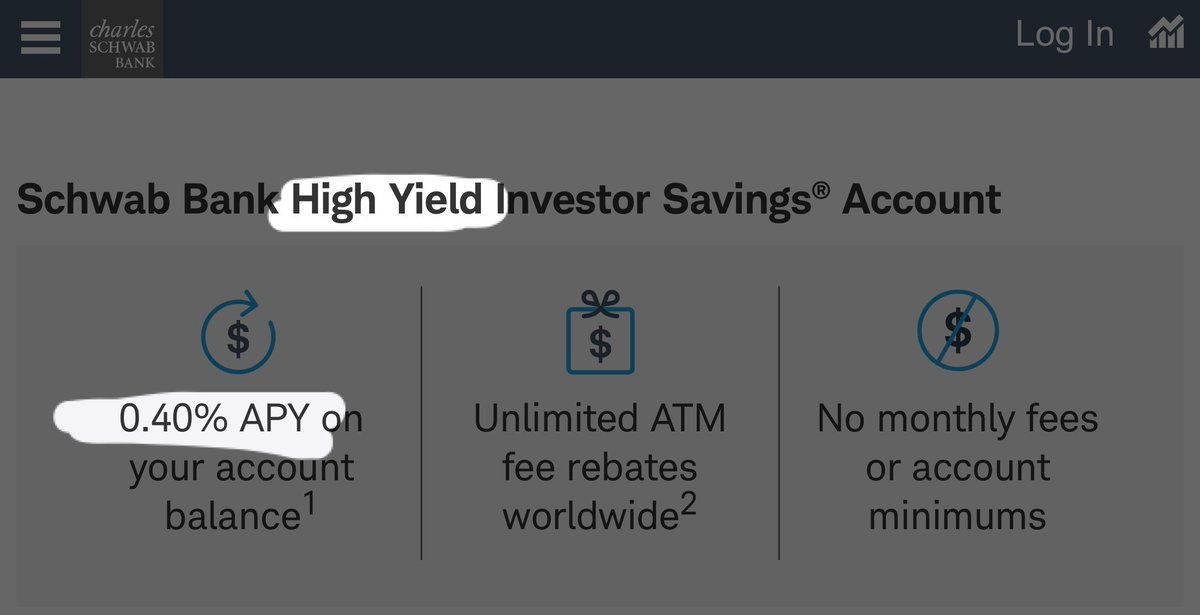 charles
SCHWAB
BANK
Log In
Schwab Bank High Yield Investor Savings® Account
$
$
$
0.40% APY on
your account
balance1
Unlimited ATM
fee rebates
worldwide2
No monthly fees
or account
minimums